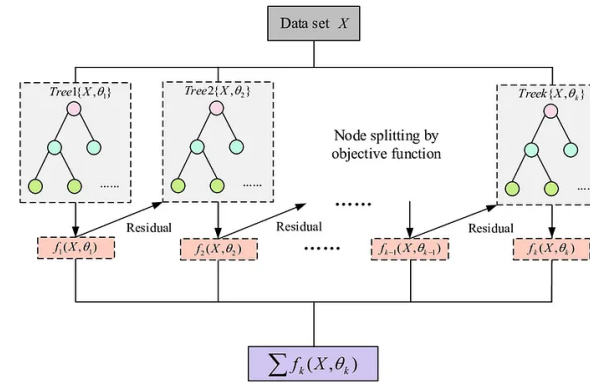 Data set X
Tree1{X,θ₁}
Tree2{X,θ₂}
Treek{X,θₖ}
Node splitting by
objective function
......
......
....
......
Residual
Residual
Residual
f₁(X,θ₁)
f₂(X,θ₂)
......
fₖ₋₁(X,θₖ₋₁)
fₖ(X,θₖ)
∑fₖ(X,θₖ)